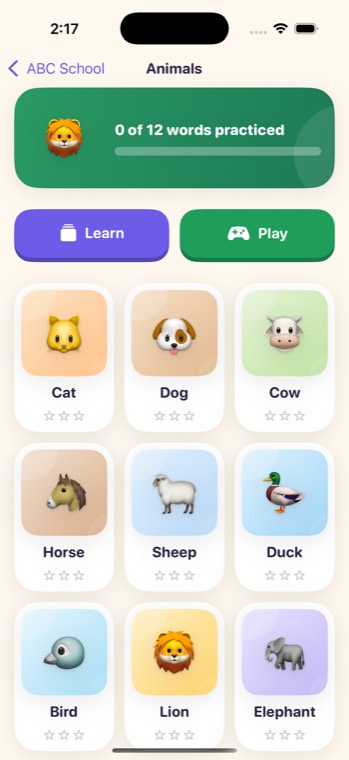 2:17
ABC School
Animals
0 of 12 words practiced
Learn
Play
Cat
Dog
Cow
Horse
Sheep
Duck
Bird
Lion
Elephant